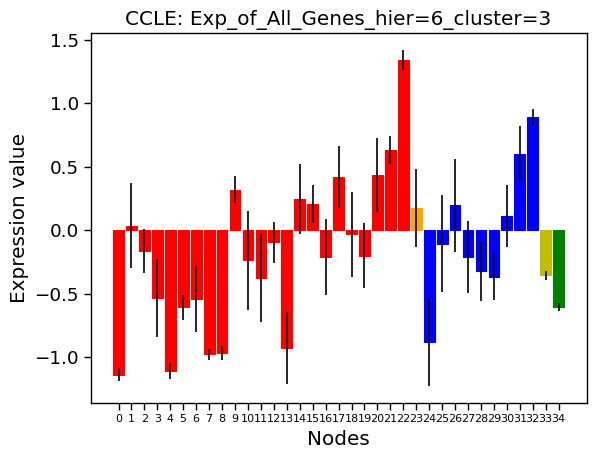 CCLE: Exp_of_All_Genes_hier=6_cluster=3
Expression value
1.5
1.0
0.5
0.0
−0.5
−1.0
0 1 2 3 4 5 6 7 8 9 10 11 12 13 14 15 16 17 18 19 20 21 22 23 24 25 26 27 28 29 30 31 32 33 34
Nodes